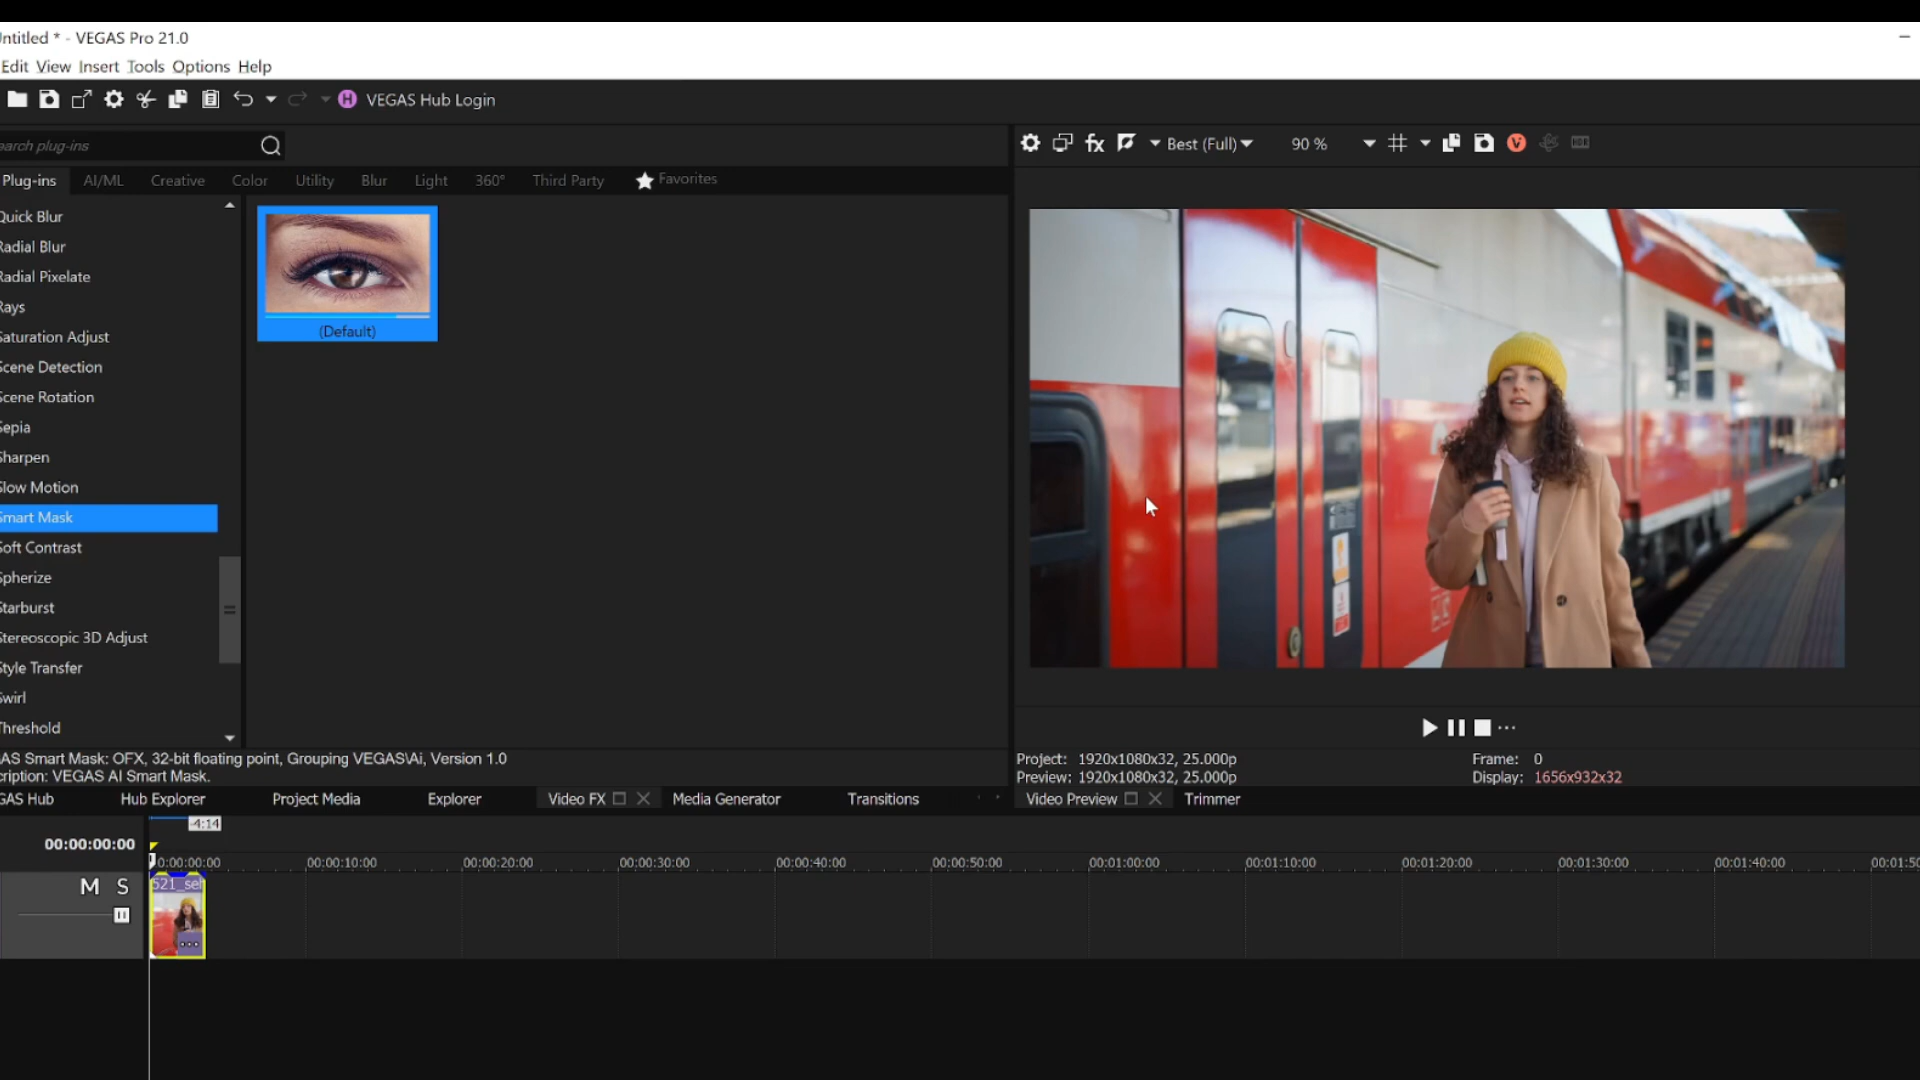 ntitled * - VEGAS Pro 21.0
Edit View Insert Tools Options Help
VEGAS Hub Login
earch plug-ins
Plug-ins AI/ML Creative Color Utility Blur Light 360° Third Party Favorites
Quick Blur
Radial Blur
Radial Pixelate
Rays
Saturation Adjust
Scene Detection
Scene Rotation
Sepia
Sharpen
Slow Motion
Smart Mask
Soft Contrast
Spherize
Starburst
Stereoscopic 3D Adjust
Style Transfer
Swirl
Threshold
(Default)
AS Smart Mask: OFX, 32-bit floating point, Grouping VEGAS\Ai, Version 1.0
cription: VEGAS AI Smart Mask.
fx Best (Full) 90 %
Project: 1920x1080x32, 25.000p
Preview: 1920x1080x32, 25.000p
Frame: 0
Display: 1656x932x32
GAS Hub Hub Explorer Project Media Explorer Video FX Media Generator Transitions
Video Preview Trimmer
-4:14
00:00:00:00
0:00:00:00 00:00:10:00 00:00:20:00 00:00:30:00 00:00:40:00 00:00:50:00 00:01:00:00 00:01:10:00 00:01:20:00 00:01:30:00 00:01:40:00 00:01:50
M S
521_sel